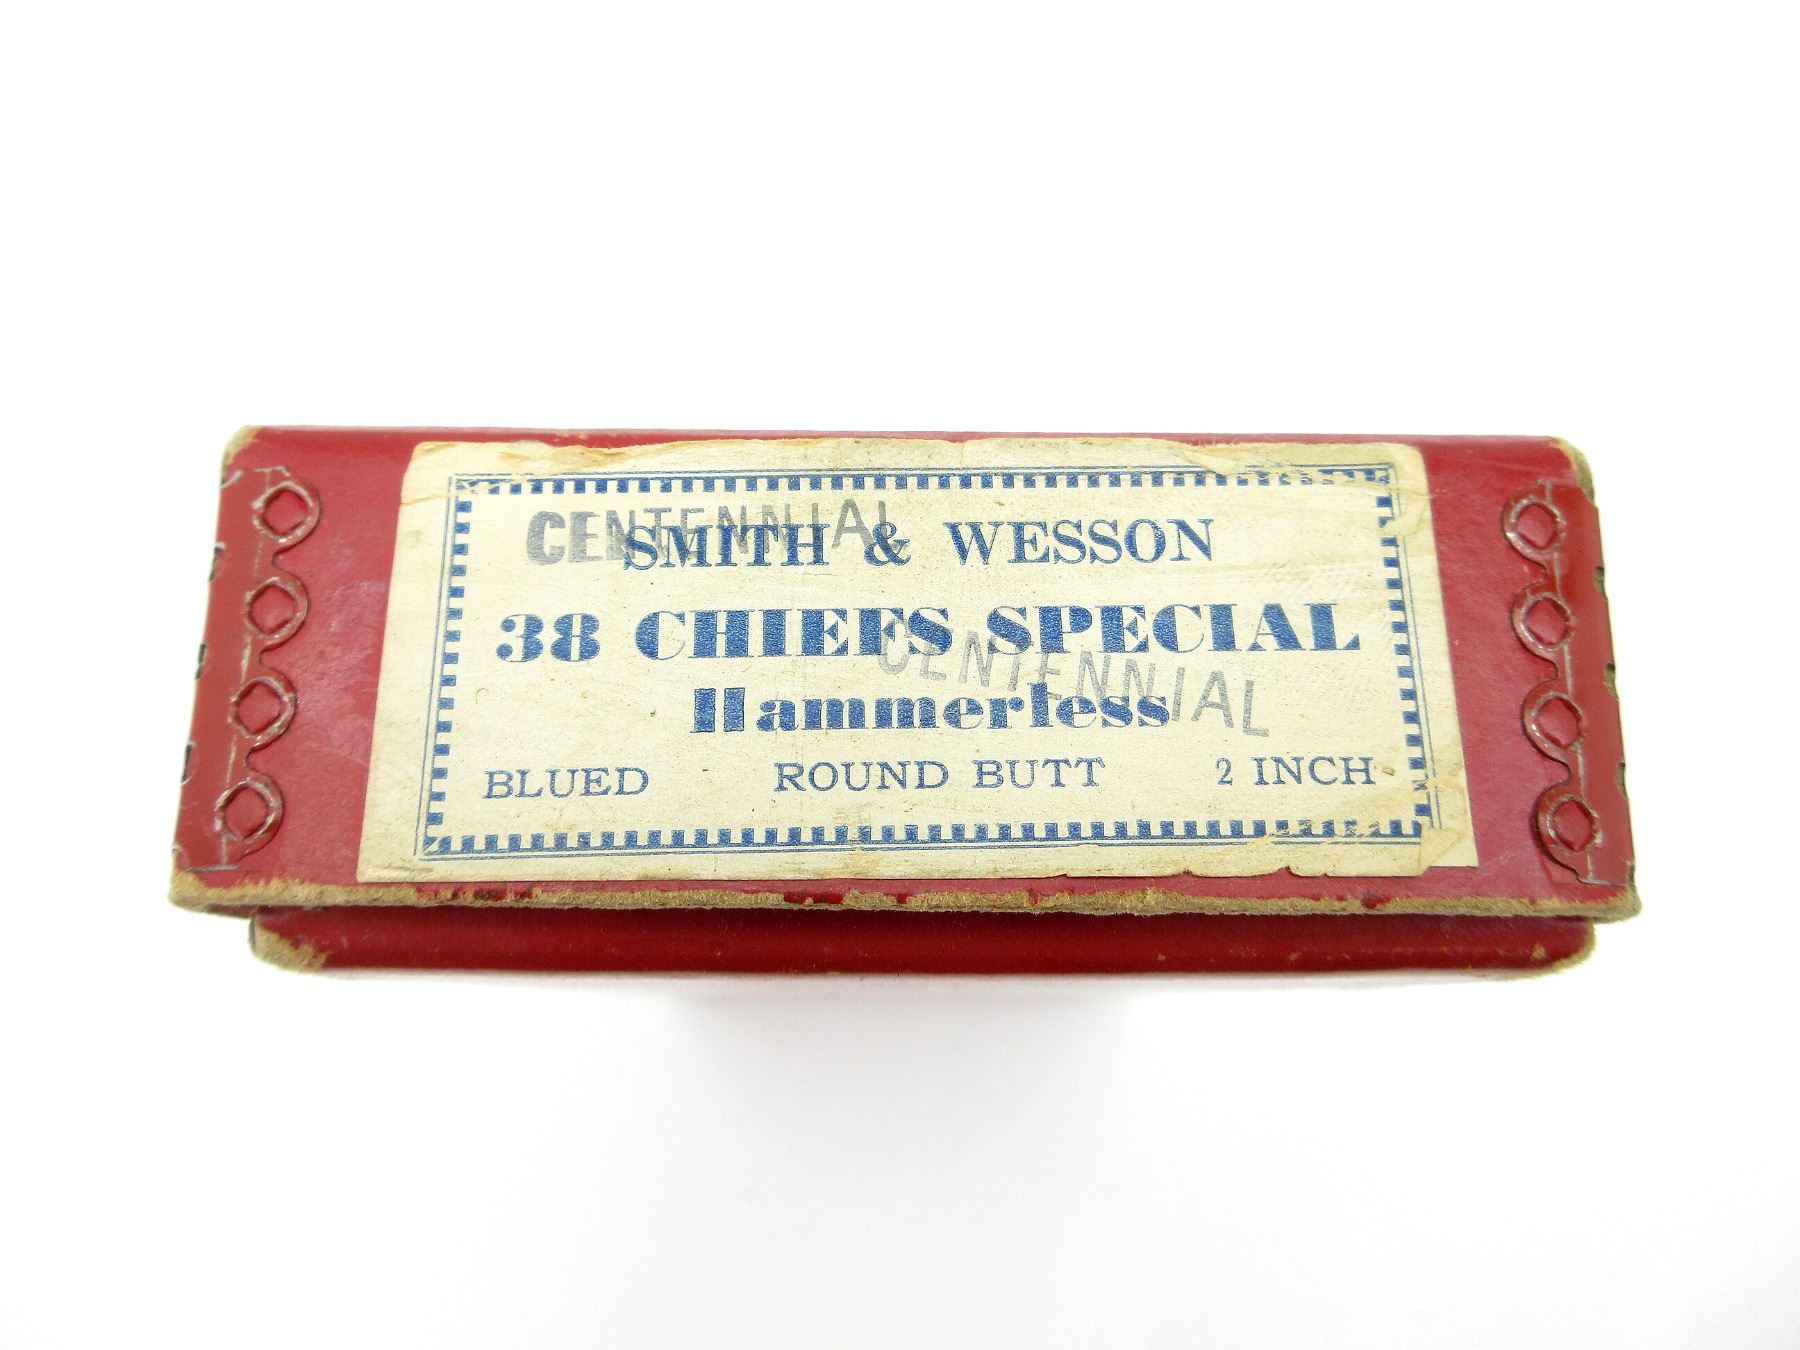 CENTENNIAL
SMITH & WESSON
38 CHIEFS SPECIAL
CENTENNIAL
Hammerless
BLUED ROUND BUTT 2 INCH